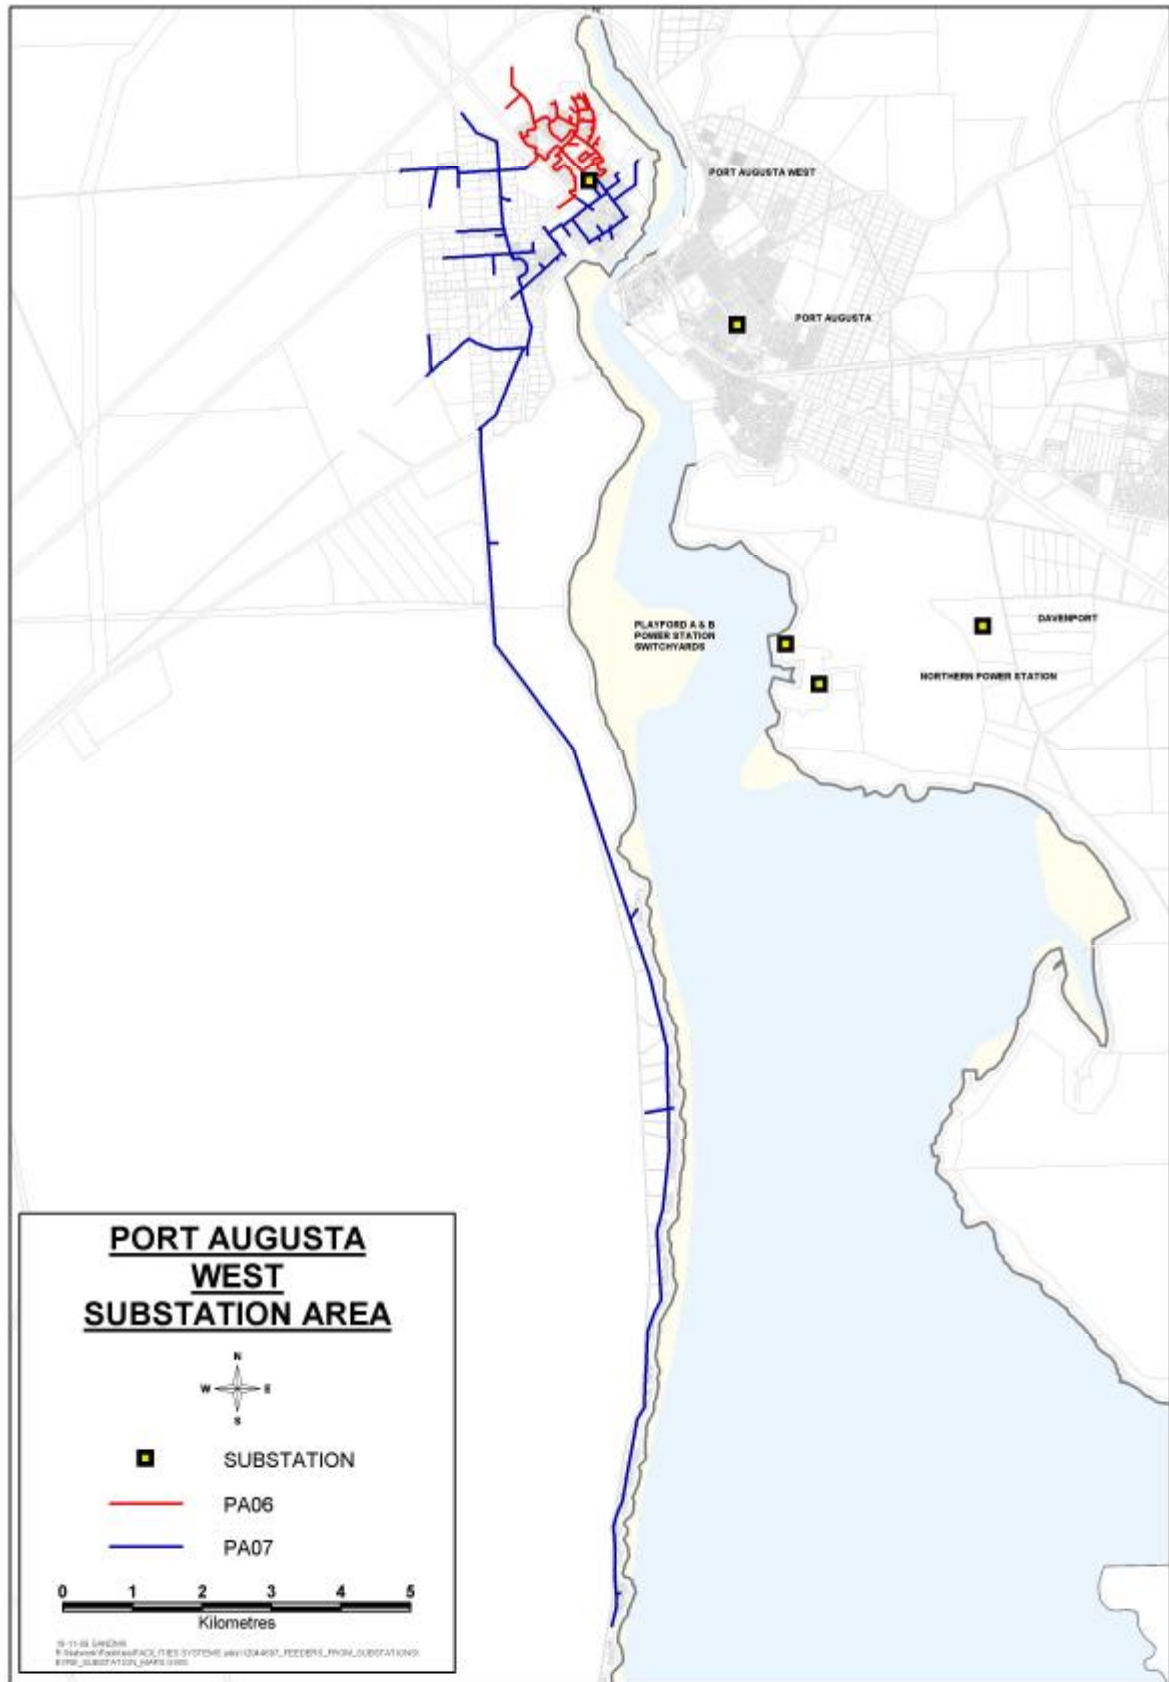 PORT AUGUSTA WEST
PORT AUGUSTA
DAVENPORT
PLAYFORD A & B
POWER STATION
SWITCHYARDS
NORTHERN POWER STATION
PORT AUGUSTA
WEST
SUBSTATION AREA
N
W E
S
SUBSTATION
PA06
PA07
0 1 2 3 4 5
Kilometres